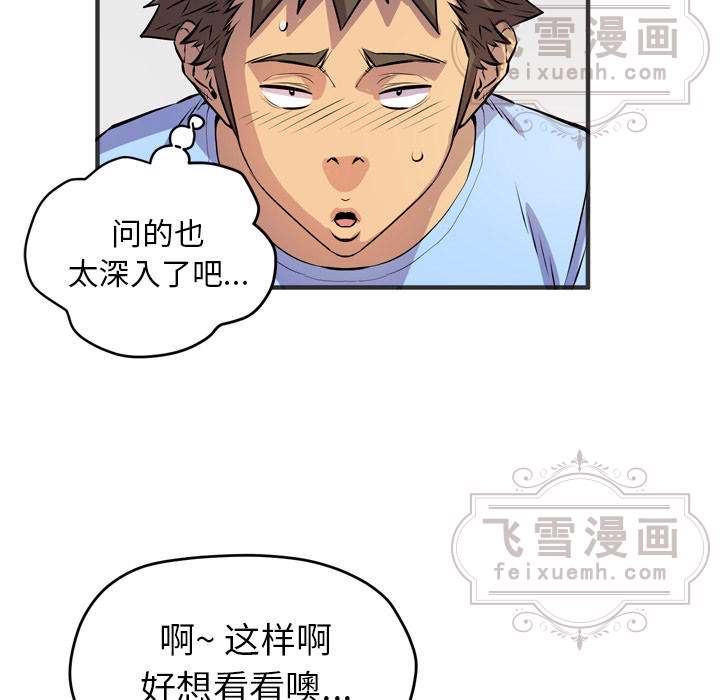 飞雪漫画
feixuemh.com
问的也
太深入了吧...
飞雪漫画
feixuemh.com
啊~ 这样啊
好想看看噢...